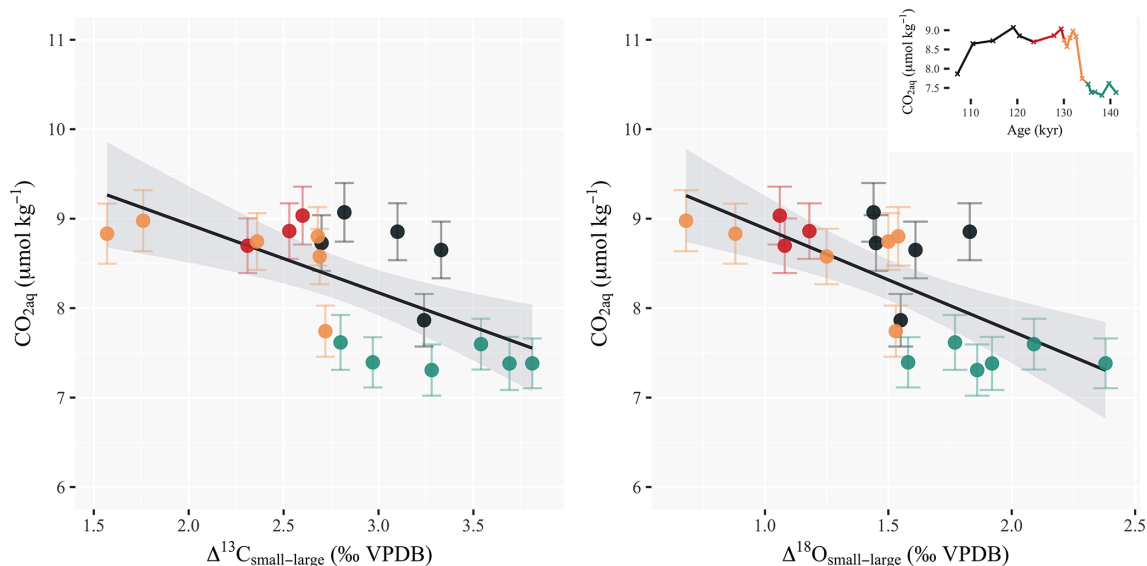 11
10
9
8
7
6
CO₂aq (μmol kg⁻¹)
1.5 2.0 2.5 3.0 3.5
Δ¹³Csmall−large (‰ VPDB)
CO₂aq (μmol kg⁻¹)
11
10
9
8
7
6
1.0 1.5 2.0 2.5
Δ¹⁸Osmall−large (‰ VPDB)
CO₂aq (μmol kg⁻¹)
9.0
8.5
8.0
7.5
110 120 130 140
Age (kyr)